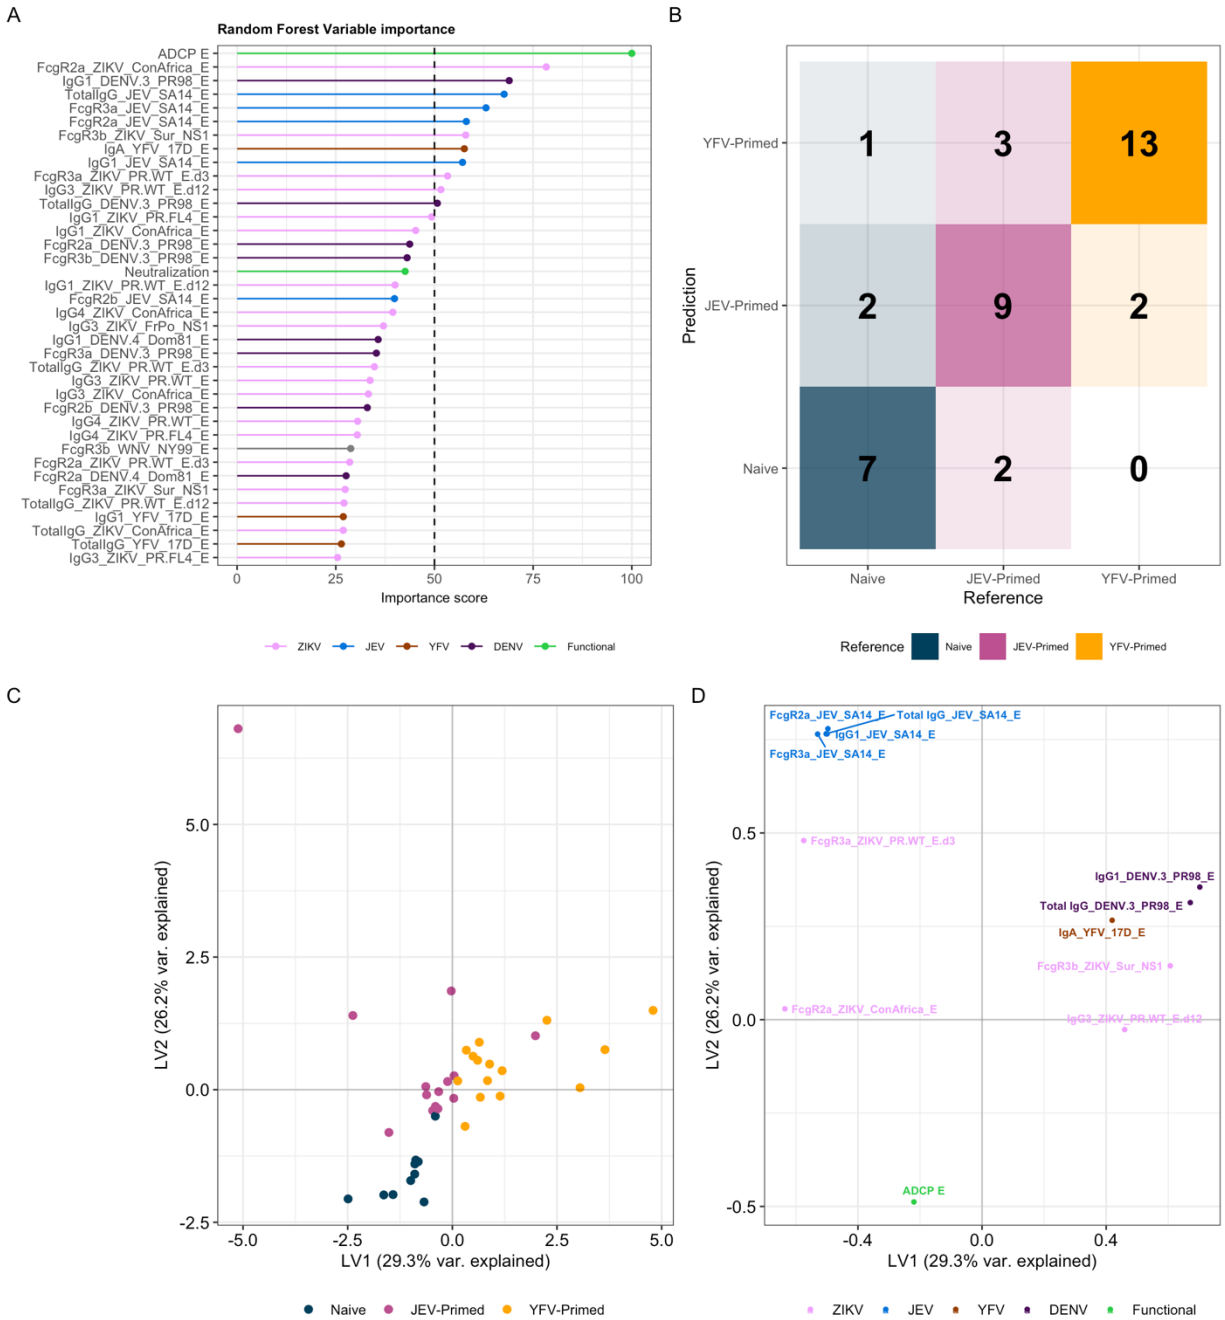 A
Random Forest Variable importance
ADCP E
FcgR2a_ZIKV_ConAfrica_E
IgG1_DENV.3_PR98_E
TotalIgG_JEV_SA14_E
FcgR3a_JEV_SA14_E
FcgR2a_JEV_SA14_E
FcgR3b_ZIKV_Sur_NS1
IgA_YFV_17D_E
IgG1_JEV_SA14_E
FcgR3a_ZIKV_PR.WT_E.d3
IgG3_ZIKV_PR.WT_E.d12
TotalIgG_DENV.3_PR98_E
IgG1_ZIKV_PR.FL4_E
IgG1_ZIKV_ConAfrica_E
FcgR2a_DENV.3_PR98_E
FcgR3b_DENV.3_PR98_E
Neutralization
IgG1_ZIKV_PR.WT_E.d12
FcgR2b_JEV_SA14_E
IgG4_ZIKV_ConAfrica_E
IgG3_ZIKV_FrPo_NS1
IgG1_DENV.4_Dom81_E
FcgR3a_DENV.3_PR98_E
TotalIgG_ZIKV_PR.WT_E.d3
IgG3_ZIKV_PR.WT_E
IgG3_ZIKV_ConAfrica_E
FcgR2b_DENV.3_PR98_E
IgG4_ZIKV_PR.WT_E
IgG4_ZIKV_PR.FL4_E
FcgR3b_WNV_NY99_E
FcgR2a_ZIKV_PR.WT_E.d3
FcgR2a_DENV.4_Dom81_E
FcgR3a_ZIKV_Sur_NS1
TotalIgG_ZIKV_PR.WT_E.d12
IgG1_YFV_17D_E
TotalIgG_ZIKV_ConAfrica_E
TotalIgG_YFV_17D_E
IgG3_ZIKV_PR.FL4_E
0 25 50 75 100
Importance score
ZIKV JEV YFV DENV Functional
B
Prediction
YFV-Primed 1 3 13
JEV-Primed 2 9 2
Naive 7 2 0
Naive JEV-Primed YFV-Primed
Reference
Reference Naive JEV-Primed YFV-Primed
C
LV2 (26.2% var. explained)
5.0
2.5
0.0
-2.5
-5.0 -2.5 0.0 2.5 5.0
LV1 (29.3% var. explained)
Naive JEV-Primed YFV-Primed
D
LV2 (26.2% var. explained)
0.5
0.0
-0.5
FcgR2a_JEV_SA14_E
Total IgG_JEV_SA14_E
IgG1_JEV_SA14_E
FcgR3a_JEV_SA14_E
FcgR3a_ZIKV_PR.WT_E.d3
IgG1_DENV.3_PR98_E
Total IgG_DENV.3_PR98_E
IgA_YFV_17D_E
FcgR3b_ZIKV_Sur_NS1
FcgR2a_ZIKV_ConAfrica_E
IgG3_ZIKV_PR.WT_E.d12
ADCP E
-0.4 0.0 0.4
LV1 (29.3% var. explained)
ZIKV JEV YFV DENV Functional